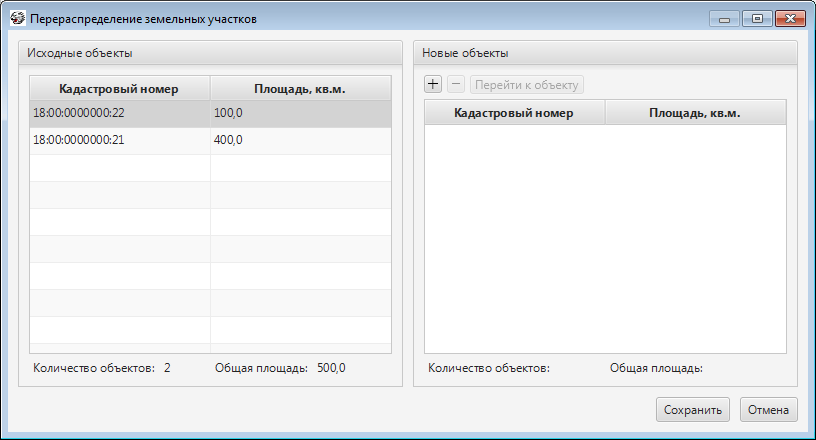 Перераспределение земельных участков
Исходные объекты
Кадастровый номер Площадь, кв.м.
18:00:0000000:22 100,0
18:00:0000000:21 400,0
Количество объектов: 2 Общая площадь: 500,0
Новые объекты
+ − Перейти к объекту
Кадастровый номер Площадь, кв.м.
Количество объектов: Общая площадь:
Сохранить Отмена